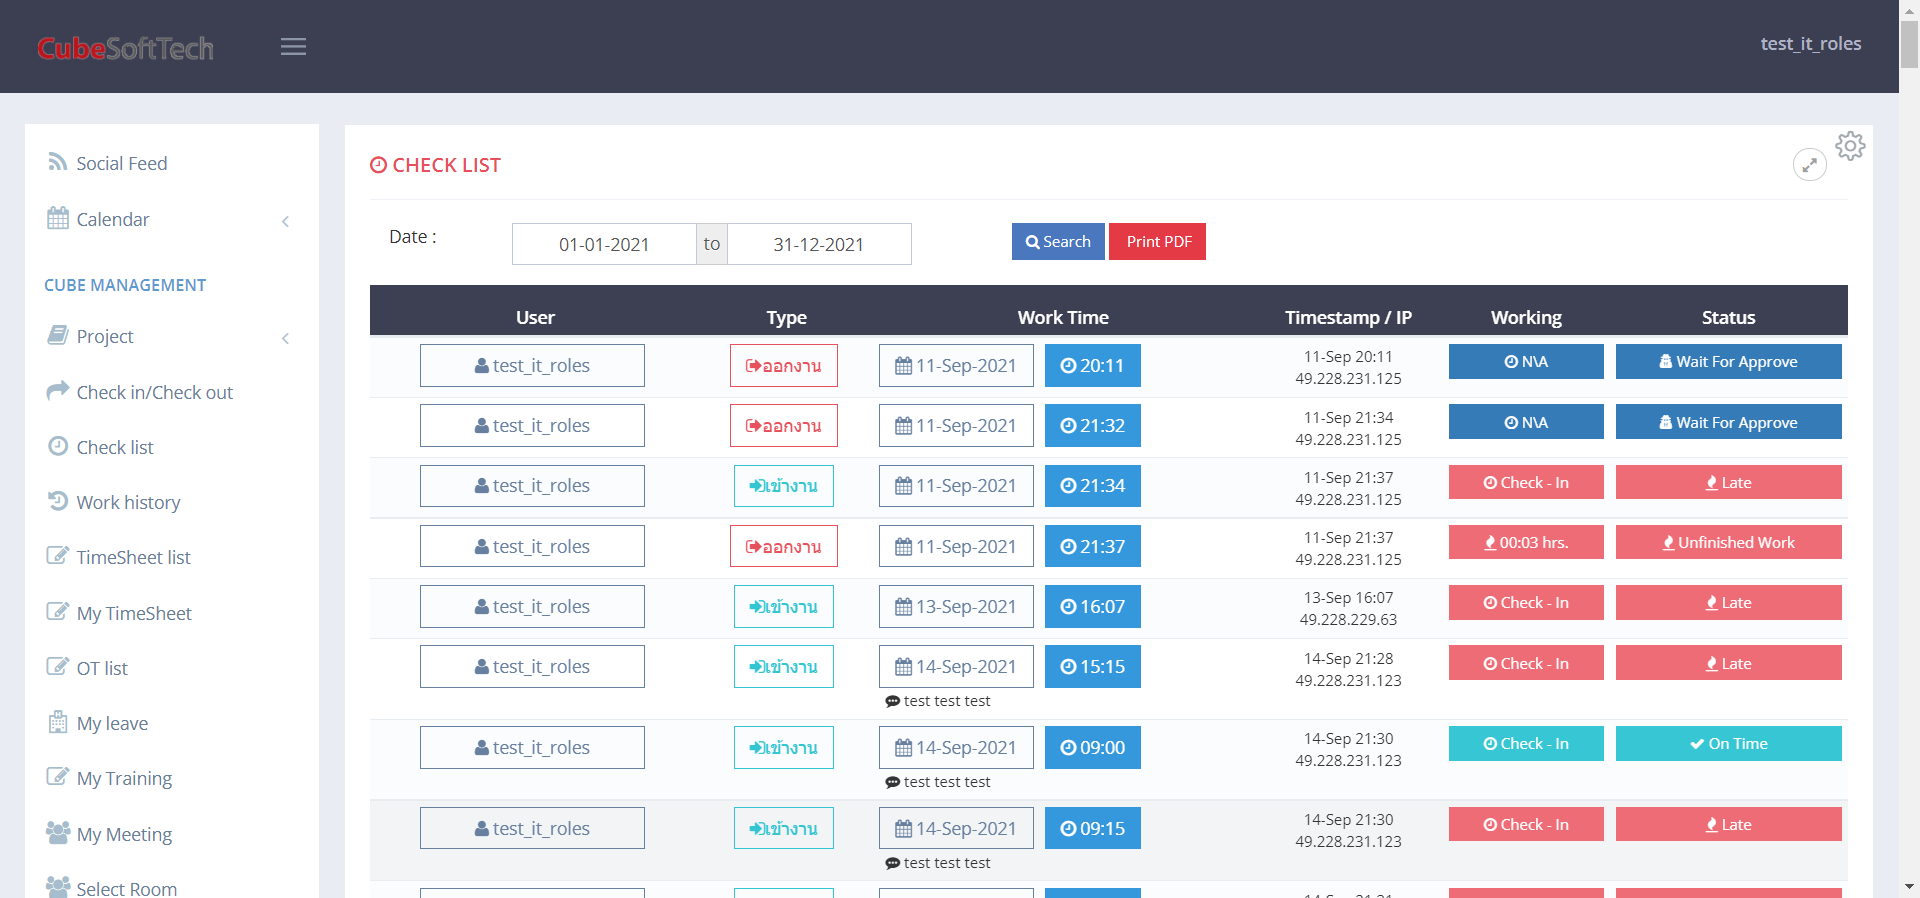 CubeSoftTech
test_it_roles
Social Feed
Calendar
CUBE MANAGEMENT
Project
Check in/Check out
Check list
Work history
TimeSheet list
My TimeSheet
OT list
My leave
My Training
My Meeting
Select Room
CHECK LIST
Date :
01-01-2021 to 31-12-2021
Search
Print PDF
User Type Work Time Timestamp / IP Working Status
test_it_roles ออกงาน 11-Sep-2021 20:11 11-Sep 20:11 N\A Wait For Approve
49.228.231.125
test_it_roles ออกงาน 11-Sep-2021 21:32 11-Sep 21:34 N\A Wait For Approve
49.228.231.125
test_it_roles เข้างาน 11-Sep-2021 21:34 11-Sep 21:37 Check - In Late
49.228.231.125
test_it_roles ออกงาน 11-Sep-2021 21:37 11-Sep 21:37 00:03 hrs. Unfinished Work
49.228.231.125
test_it_roles เข้างาน 13-Sep-2021 16:07 13-Sep 16:07 Check - In Late
49.228.229.63
test_it_roles เข้างาน 14-Sep-2021 15:15 14-Sep 21:28 Check - In Late
49.228.231.123
test test test
test_it_roles เข้างาน 14-Sep-2021 09:00 14-Sep 21:30 Check - In On Time
49.228.231.123
test test test
test_it_roles เข้างาน 14-Sep-2021 09:15 14-Sep 21:30 Check - In Late
49.228.231.123
test test test